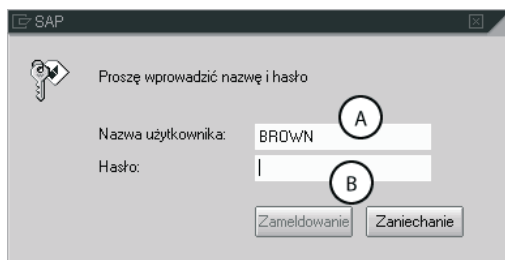 SAP
Proszę wprowadzić nazwę i hasło
Nazwa użytkownika: BROWN
A
Hasło:
B
Zameldowanie Zaniechanie